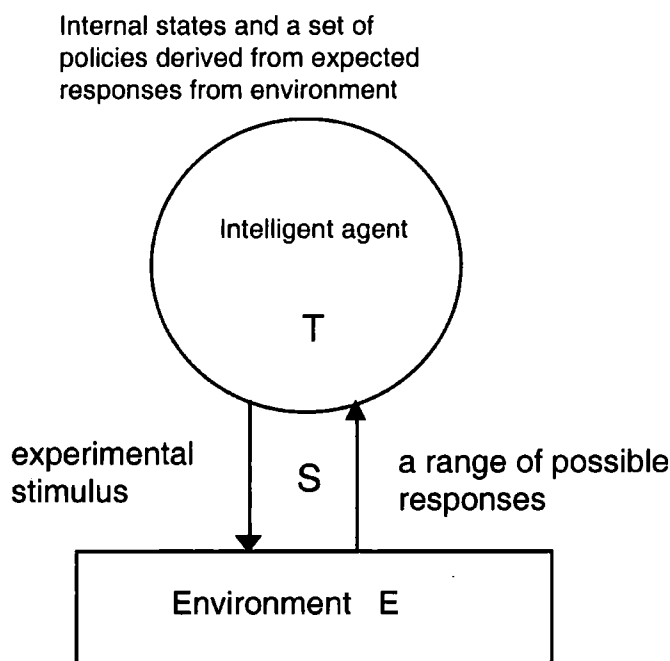 Internal states and a set of
policies derived from expected
responses from environment
Intelligent agent
T
experimental
stimulus
S
a range of possible
responses
Environment E